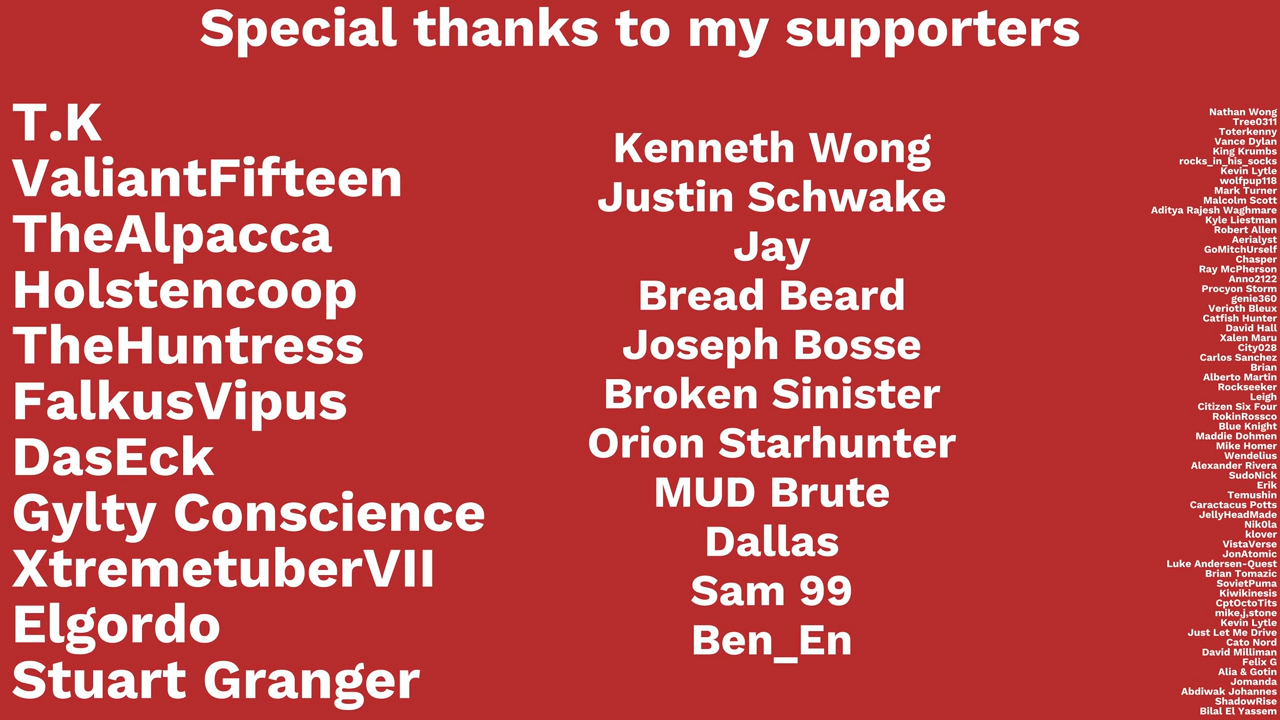 Special thanks to my supporters
T.K
ValiantFifteen
TheAlpacca
Holstencoop
TheHuntress
FalkusVipus
DasEck
Gylty Conscience
XtremetuberVII
Elgordo
Stuart Granger
Kenneth Wong
Justin Schwake
Jay
Bread Beard
Joseph Bosse
Broken Sinister
Orion Starhunter
MUD Brute
Dallas
Sam 99
Ben_En
Nathan Wong
Tree0311
Toterkenny
Vance Dylan
King Krumbs
rocks_in_his_socks
Kevin Lytle
wolfpup118
Mark Turner
Malcolm Scott
Aditya Rajesh Waghmare
Kyle Liestman
Robert Allen
Aerialyst
GoMitchUrself
Chasper
Ray McPherson
Anno2122
Procyon Storm
genie360
Verioth Bleux
Catfish Hunter
David Hall
Xalen Maru
City028
Carlos Sanchez
Brian
Alberto Martin
Rockseeker
Leigh
Citizen Six Four
RokinRossco
Blue Knight
Maddie Dohmen
Mike Homer
Wendelius
Alexander Rivera
SudoNick
Erik
Temushin
Caractacus Potts
JellyHeadMade
Nik0la
klover
VistaVerse
JonAtomic
Luke Andersen-Quest
Brian Tomazic
SovietPuma
Kiwikinesis
CptOctoTits
mike,j,stone
Kevin Lytle
Just Let Me Drive
Cato Nord
David Milliman
Felix G
Alia & Gotin
Jomanda
Abdiwak Johannes
ShadowRise
Bilal El Yassem